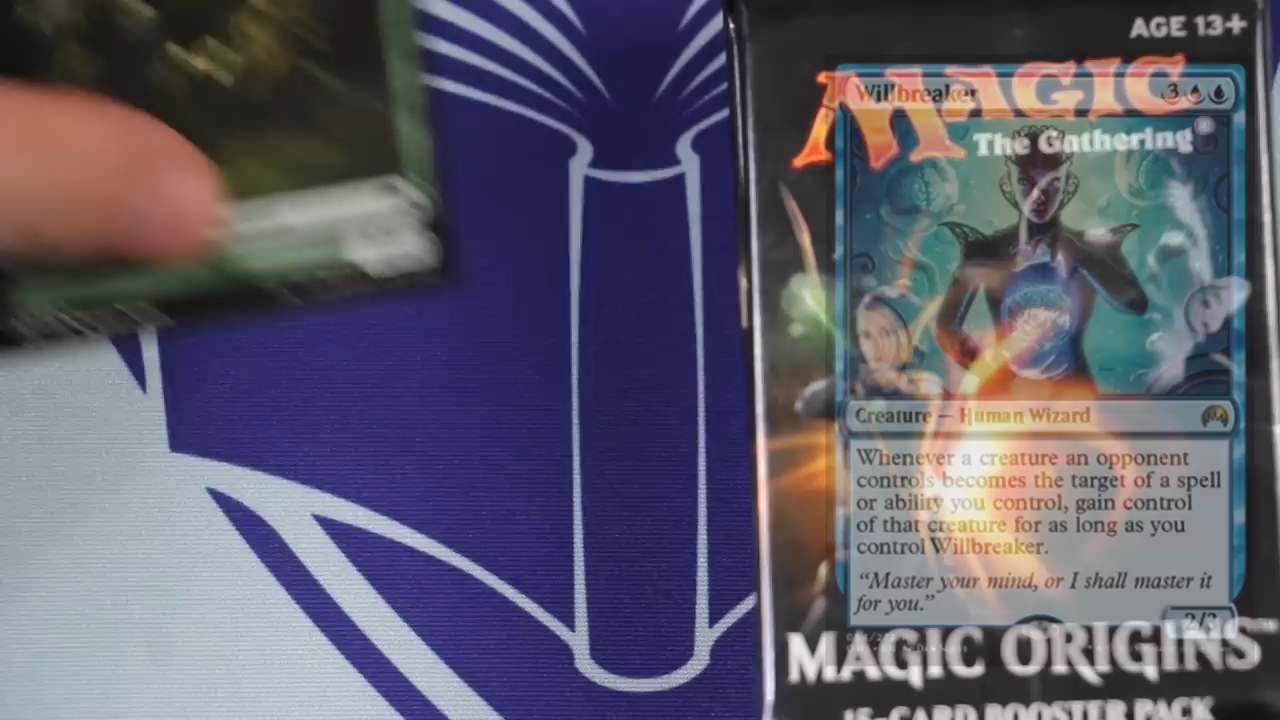 AGE 13+
MAGIC
The Gathering®
Willbreaker 3
Creature — Human Wizard
Whenever a creature an opponent
controls becomes the target of a spell
or ability you control, gain control
of that creature for as long as you
control Willbreaker.
“Master your mind, or I shall master it
for you.”
2/3
MAGIC ORIGINS™
15-CARD BOOSTER PACK